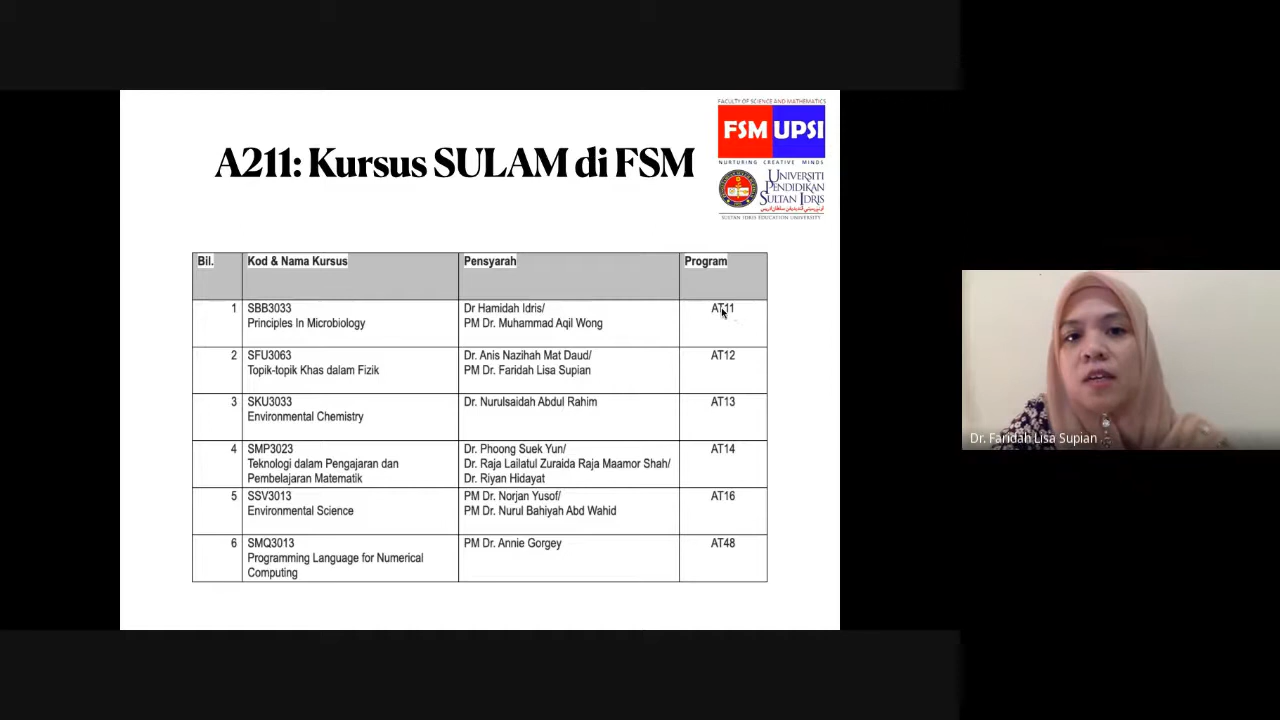 FACULTY OF SCIENCE AND MATHEMATICS
FSM UPSI
NURTURING CREATIVE MINDS
UNIVERSITI
PENDIDIKAN
SULTAN IDRIS
اونيۏرسيتي ڤنديديقن سلطان ادريس
SULTAN IDRIS EDUCATION UNIVERSITY
A211: Kursus SULAM di FSM
Bil. Kod & Nama Kursus Pensyarah Program
1 SBB3033 Dr Hamidah Idris/ AT11
Principles In Microbiology PM Dr. Muhammad Aqil Wong
2 SFU3063 Dr. Anis Nazihah Mat Daud/ AT12
Topik-topik Khas dalam Fizik PM Dr. Faridah Lisa Supian
3 SKU3033 Dr. Nurulsaidah Abdul Rahim AT13
Environmental Chemistry
4 SMP3023 Dr. Phoong Suek Yun/ AT14
Teknologi dalam Pengajaran dan Dr. Raja Lailatul Zuraida Raja Maamor Shah/
Pembelajaran Matematik Dr. Riyan Hidayat
5 SSV3013 PM Dr. Norjan Yusof/ AT16
Environmental Science PM Dr. Nurul Bahiyah Abd Wahid
6 SMQ3013 PM Dr. Annie Gorgey AT48
Programming Language for Numerical
Computing
Dr. Faridah Lisa Supian